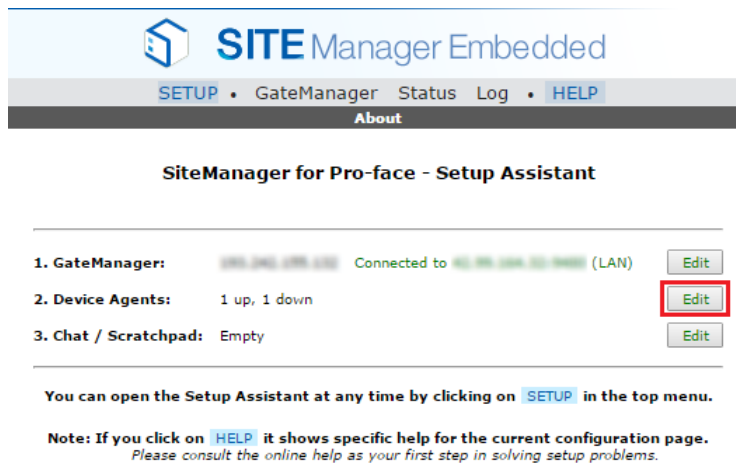 SITE Manager Embedded
SETUP • GateManager Status Log • HELP
About
SiteManager for Pro-face - Setup Assistant
1. GateManager: Connected to (LAN) Edit
2. Device Agents: 1 up, 1 down Edit
3. Chat / Scratchpad: Empty Edit
You can open the Setup Assistant at any time by clicking on SETUP in the top menu.
Note: If you click on HELP it shows specific help for the current configuration page.
Please consult the online help as your first step in solving setup problems.